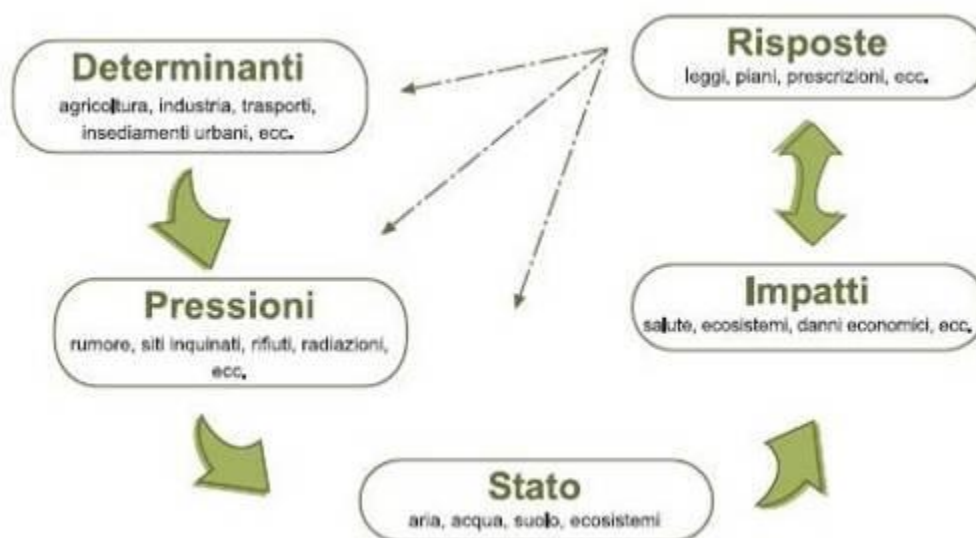 Determinanti
agricoltura, industria, trasporti,
insediamenti urbani, ecc.
Risposte
leggi, piani, prescrizioni, ecc.
Pressioni
rumore, siti inquinati, rifiuti, radiazioni,
ecc.
Impatti
salute, ecosistemi, danni economici, ecc.
Stato
aria, acqua, suolo, ecosistemi